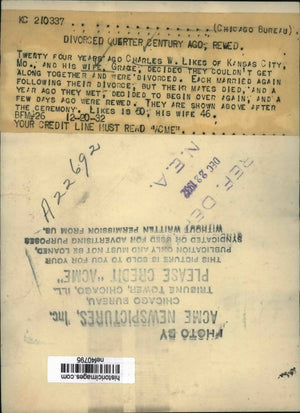 KC 210337
(CHICAGO BUREAU)
DIVORCED QUERTER CENTURY AGO, REWED.
TWENTY FOUR YEARS AGO CHARLES W. LIKES OF KANSAS CITY,
MO., AND HIS WIFE, GRACE, DECIDED THEY COULDN'T GET
ALONG TOGETHER AND WERE DIVORCED. EACH MARRIED AGAIN
FOLLOWING THEIR DIVORCE, BUT THEIR MATES DIED, AND A
YEAR AGO THEY MET, DECIDED TO BEGIN OVER AGAIN, AND A
FEW DAYS AGO WERE REWED. THEY ARE SHOWN ABOVE AFTER
THE CEREMONY. LIKES IS 60, HIS WIFE 46.
BFM/26 12-20-32
YOUR CREDIT LINE MUST READ "ACME"
A22692
REF. DEPT
DEC 23 1932
N. E. A.
PHOTO BY
ACME NEWSPICTURES, Inc.
CHICAGO BUREAU,
TRIBUNE TOWER, CHICAGO, ILL.
PLEASE CREDIT "ACME"
THIS PICTURE IS SOLD TO YOU FOR YOUR
PUBLICATION ONLY AND MUST NOT BE LOANED,
SYNDICATED OR USED FOR ADVERTISING PURPOSES
WITHOUT WRITTEN PERMISSION FROM US.
historicimages.com
nef40795